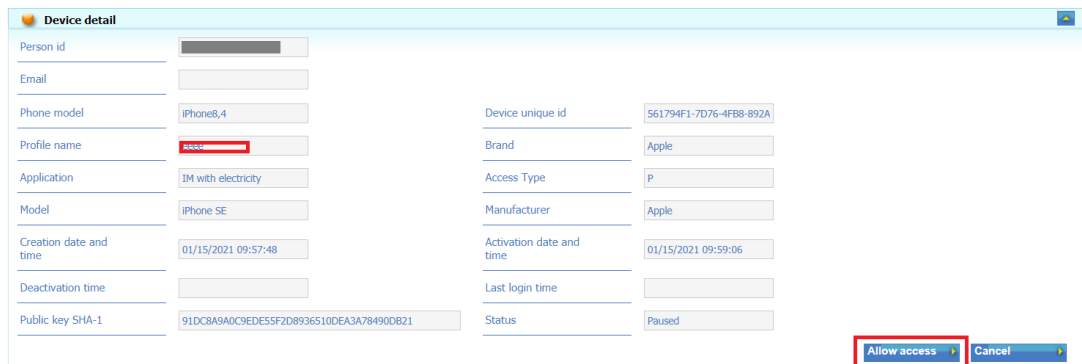 Device detail
Person id
Email
Phone model iPhone8,4 Device unique id 561794F1-7D76-4FB8-892A
Profile name eeee Brand Apple
Application IM with electricity Access Type P
Model iPhone SE Manufacturer Apple
Creation date and time 01/15/2021 09:57:48 Activation date and time 01/15/2021 09:59:06
Deactivation time Last login time
Public key SHA-1 91DC8A9A0C9EDE55F2D8936510DEA3A78490DB21 Status Paused
Allow access Cancel